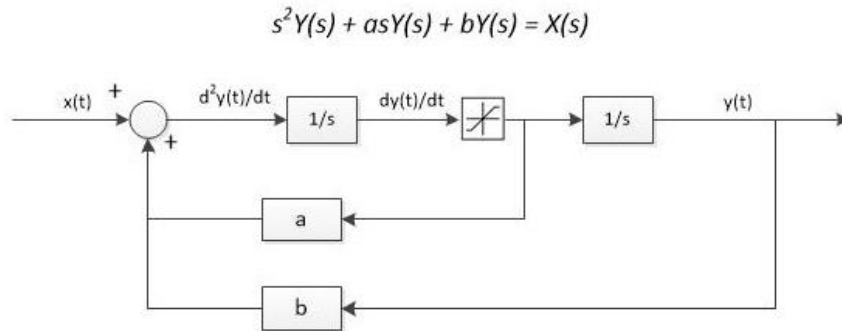 s²Y(s) + asY(s) + bY(s) = X(s)
x(t)
+
+
d²y(t)/dt
1/s
dy(t)/dt
1/s
y(t)
a
b